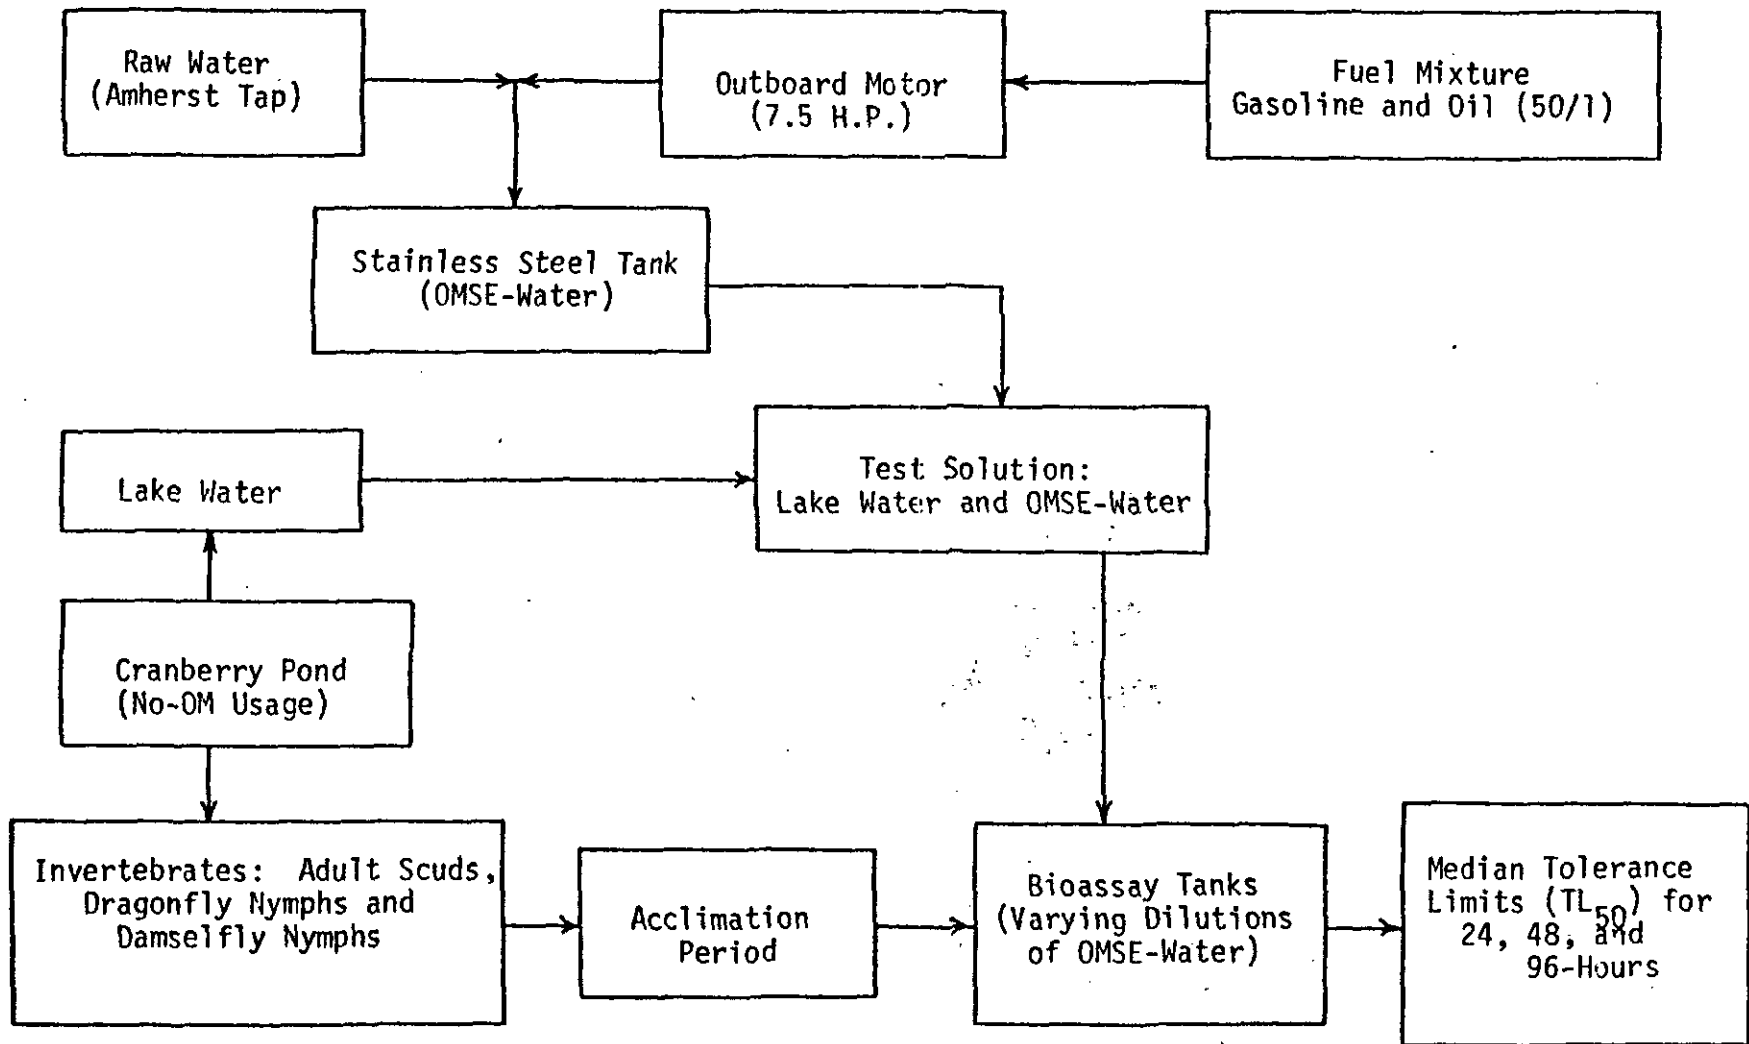 Raw Water
(Amherst Tap)
Outboard Motor
(7.5 H.P.)
Fuel Mixture
Gasoline and Oil (50/1)
Stainless Steel Tank
(OMSE-Water)
Lake Water
Test Solution:
Lake Water and OMSE-Water
Cranberry Pond
(No-OM Usage)
Invertebrates: Adult Scuds,
Dragonfly Nymphs and
Damselfly Nymphs
Acclimation
Period
Bioassay Tanks
(Varying Dilutions
of OMSE-Water)
Median Tolerance
Limits (TL50) for
24, 48, and
96-Hours